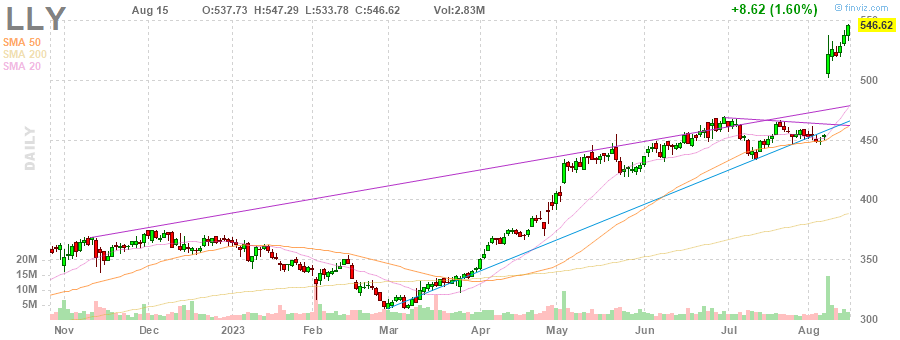 LLY
Aug 15 O:537.73 H:547.29 L:533.78 C:546.62 Vol:2.83M +8.62 (1.60%) © finviz.com
SMA 50
SMA 200
SMA 20
DAILY
550
546.62
500
450
400
350
300
20M
15M
10M
5M
Nov Dec 2023 Feb Mar Apr May Jun Jul Aug